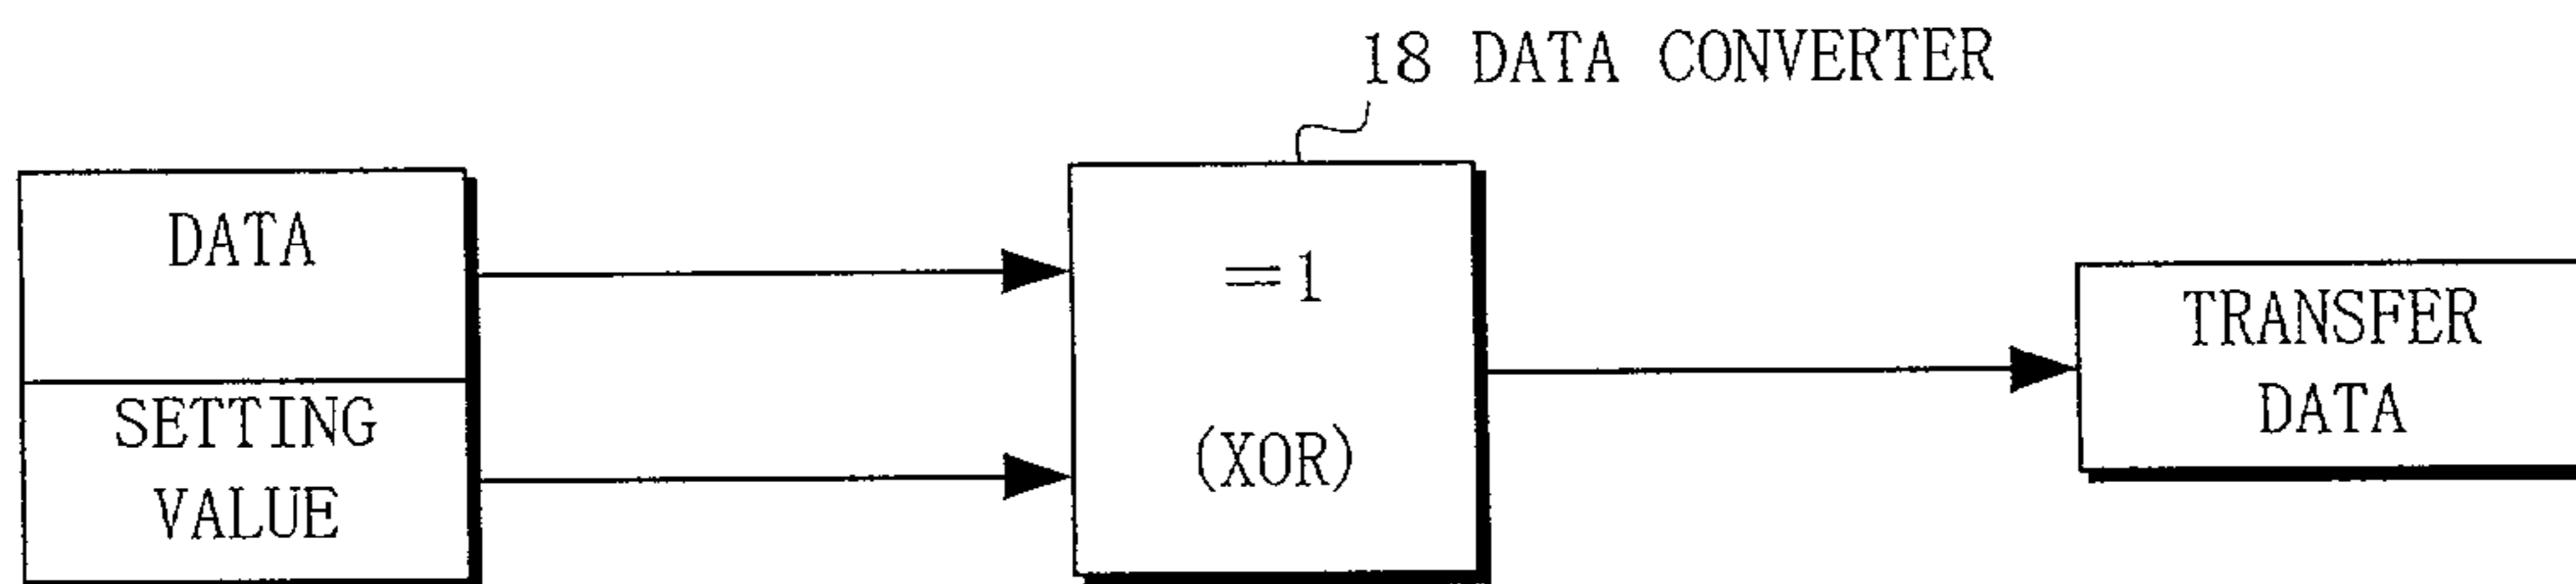 18 DATA CONVERTER
DATA
SETTING
VALUE
=1
(XOR)
TRANSFER
DATA